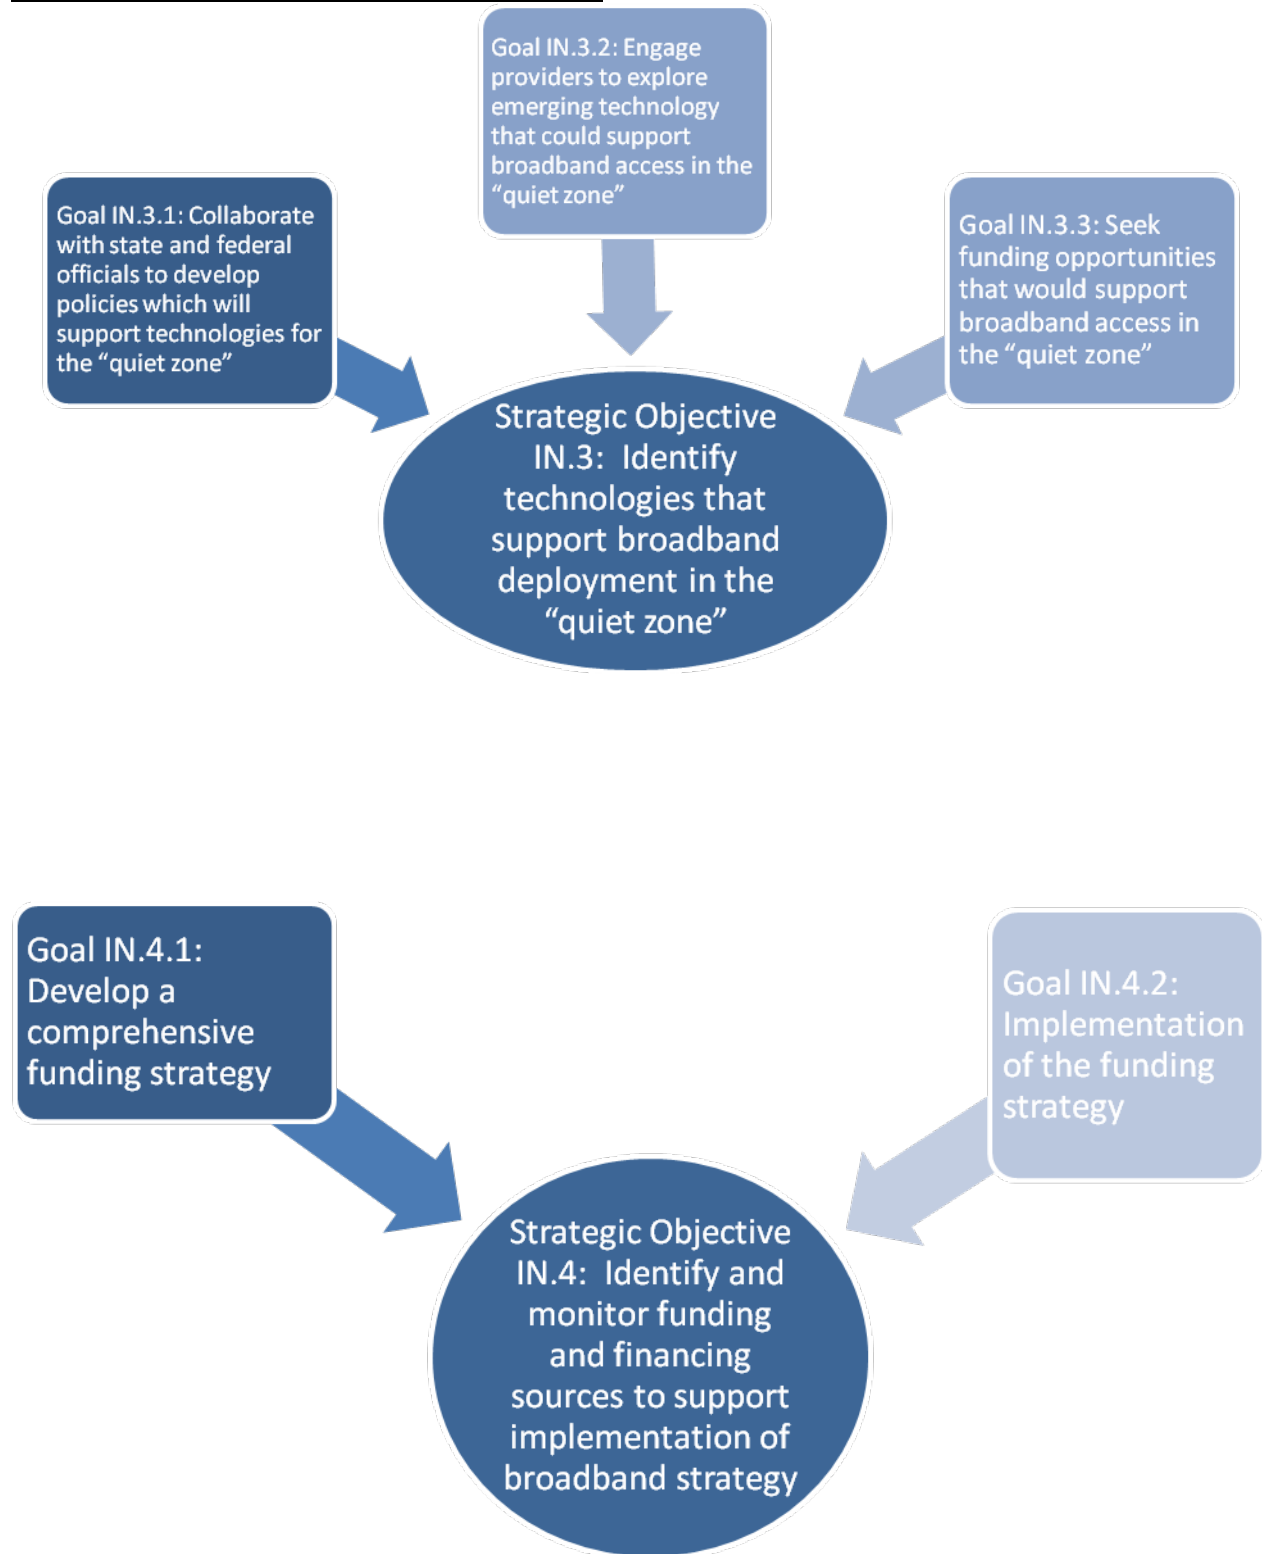 Goal IN.3.2: Engage
providers to explore
emerging technology
that could support
broadband access in the
“quiet zone”
Goal IN.3.1: Collaborate
with state and federal
officials to develop
policies which will
support technologies for
the “quiet zone”
Goal IN.3.3: Seek
funding opportunities
that would support
broadband access in
the “quiet zone”
Strategic Objective
IN.3:  Identify
technologies that
support broadband
deployment in the
“quiet zone”
Goal IN.4.1:
Develop a
comprehensive
funding strategy
Goal IN.4.2:
Implementation
of the funding
strategy
Strategic Objective
IN.4:  Identify and
monitor funding
and financing
sources to support
implementation of
broadband strategy